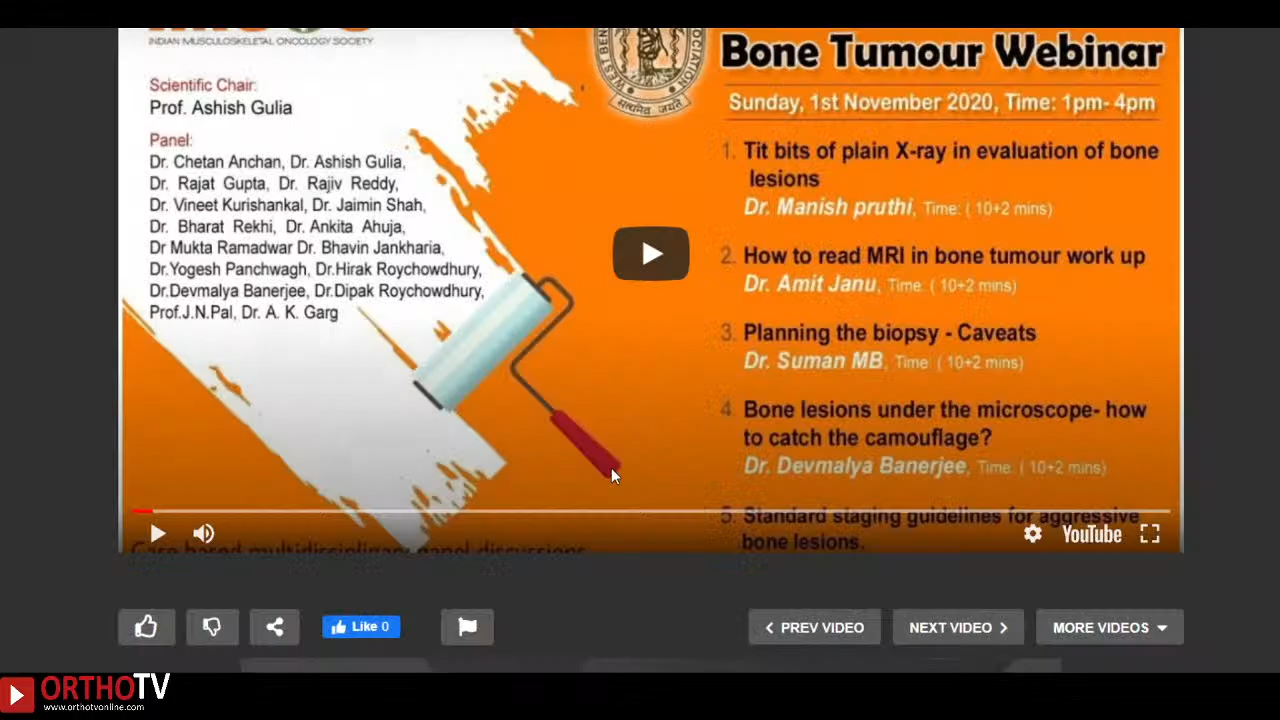 INDIAN MUSCULOSKELETAL ONCOLOGY SOCIETY
Scientific Chair:
Prof. Ashish Gulia
Panel:
Dr. Chetan Anchan, Dr. Ashish Gulia,
Dr. Rajat Gupta, Dr. Rajiv Reddy,
Dr. Vineet Kurishankal, Dr. Jaimin Shah,
Dr. Bharat Rekhi, Dr. Ankita Ahuja,
Dr Mukta Ramadwar Dr. Bhavin Jankharia,
Dr.Yogesh Panchwagh, Dr.Hirak Roychowdhury,
Dr.Devmalya Banerjee, Dr.Dipak Roychowdhury,
Prof.J.N.Pal, Dr. A. K. Garg
Case based multidisciplinary panel discussions
सत्यमेव जयते
Bone Tumour Webinar
Sunday, 1st November 2020, Time: 1pm- 4pm
1. Tit bits of plain X-ray in evaluation of bone
lesions
Dr. Manish pruthi, Time: ( 10+2 mins)
2. How to read MRI in bone tumour work up
Dr. Amit Janu, Time: ( 10+2 mins)
3. Planning the biopsy - Caveats
Dr. Suman MB, Time: ( 10+2 mins)
4 Bone lesions under the microscope- how
to catch the camouflage?
Dr. Devmalya Banerjee, Time: ( 10+2 mins)
5. Standard staging guidelines for aggressive
bone lesions.
YouTube
Like 0
PREV VIDEO
NEXT VIDEO
MORE VIDEOS
ORTHOTV
www.orthotvonline.com